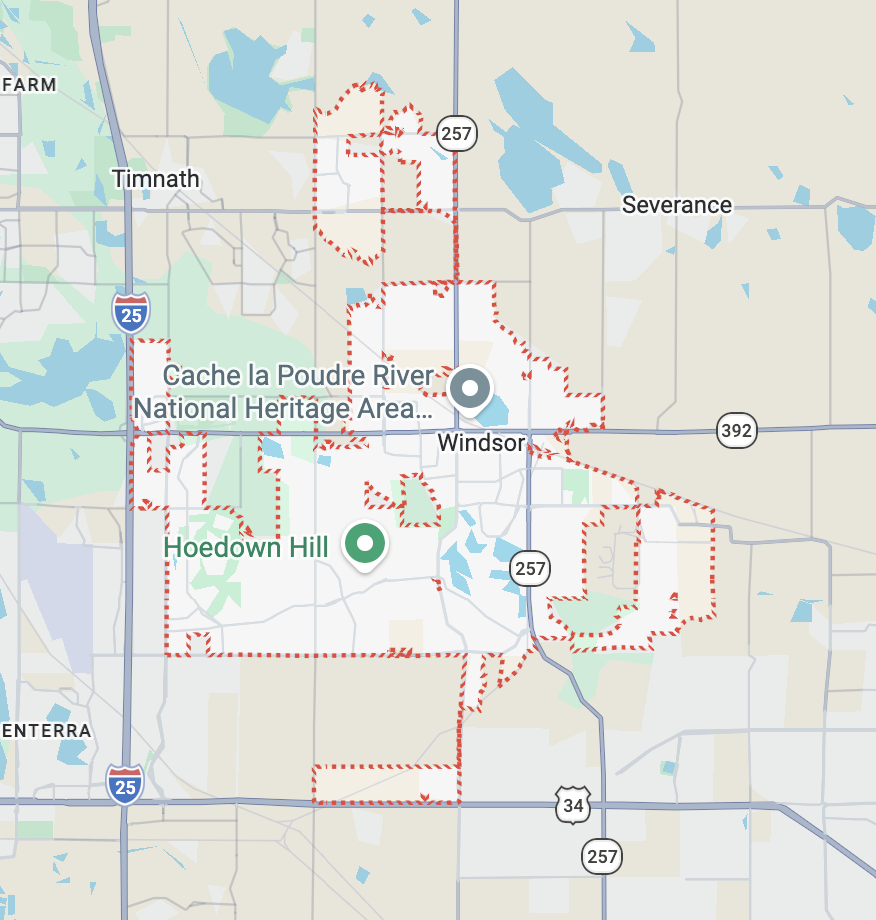 FARM
257
Timnath
Severance
25
Cache la Poudre River
National Heritage Area...
392
Windsor
Hoedown Hill
257
ENTERRA
25
34
257